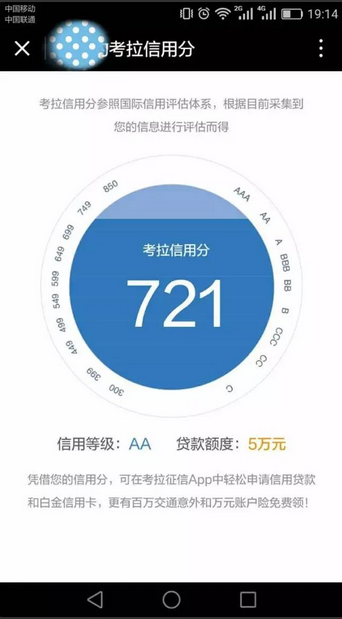 中国移动
中国联通
2G
4G
19:14
的考拉信用分
考拉信用分参照国际信用评估体系，根据目前采集到
您的信息进行评估而得
850
749
699
649
599
549
499
449
399
300
AAA
AA
A
BBB
BB
B
CCC
CC
C
考拉信用分
721
信用等级：AA 贷款额度：5万元
凭借您的信用分，可在考拉征信App中轻松申请信用贷款
和白金信用卡，更有百万交通意外和万元账户险免费领！